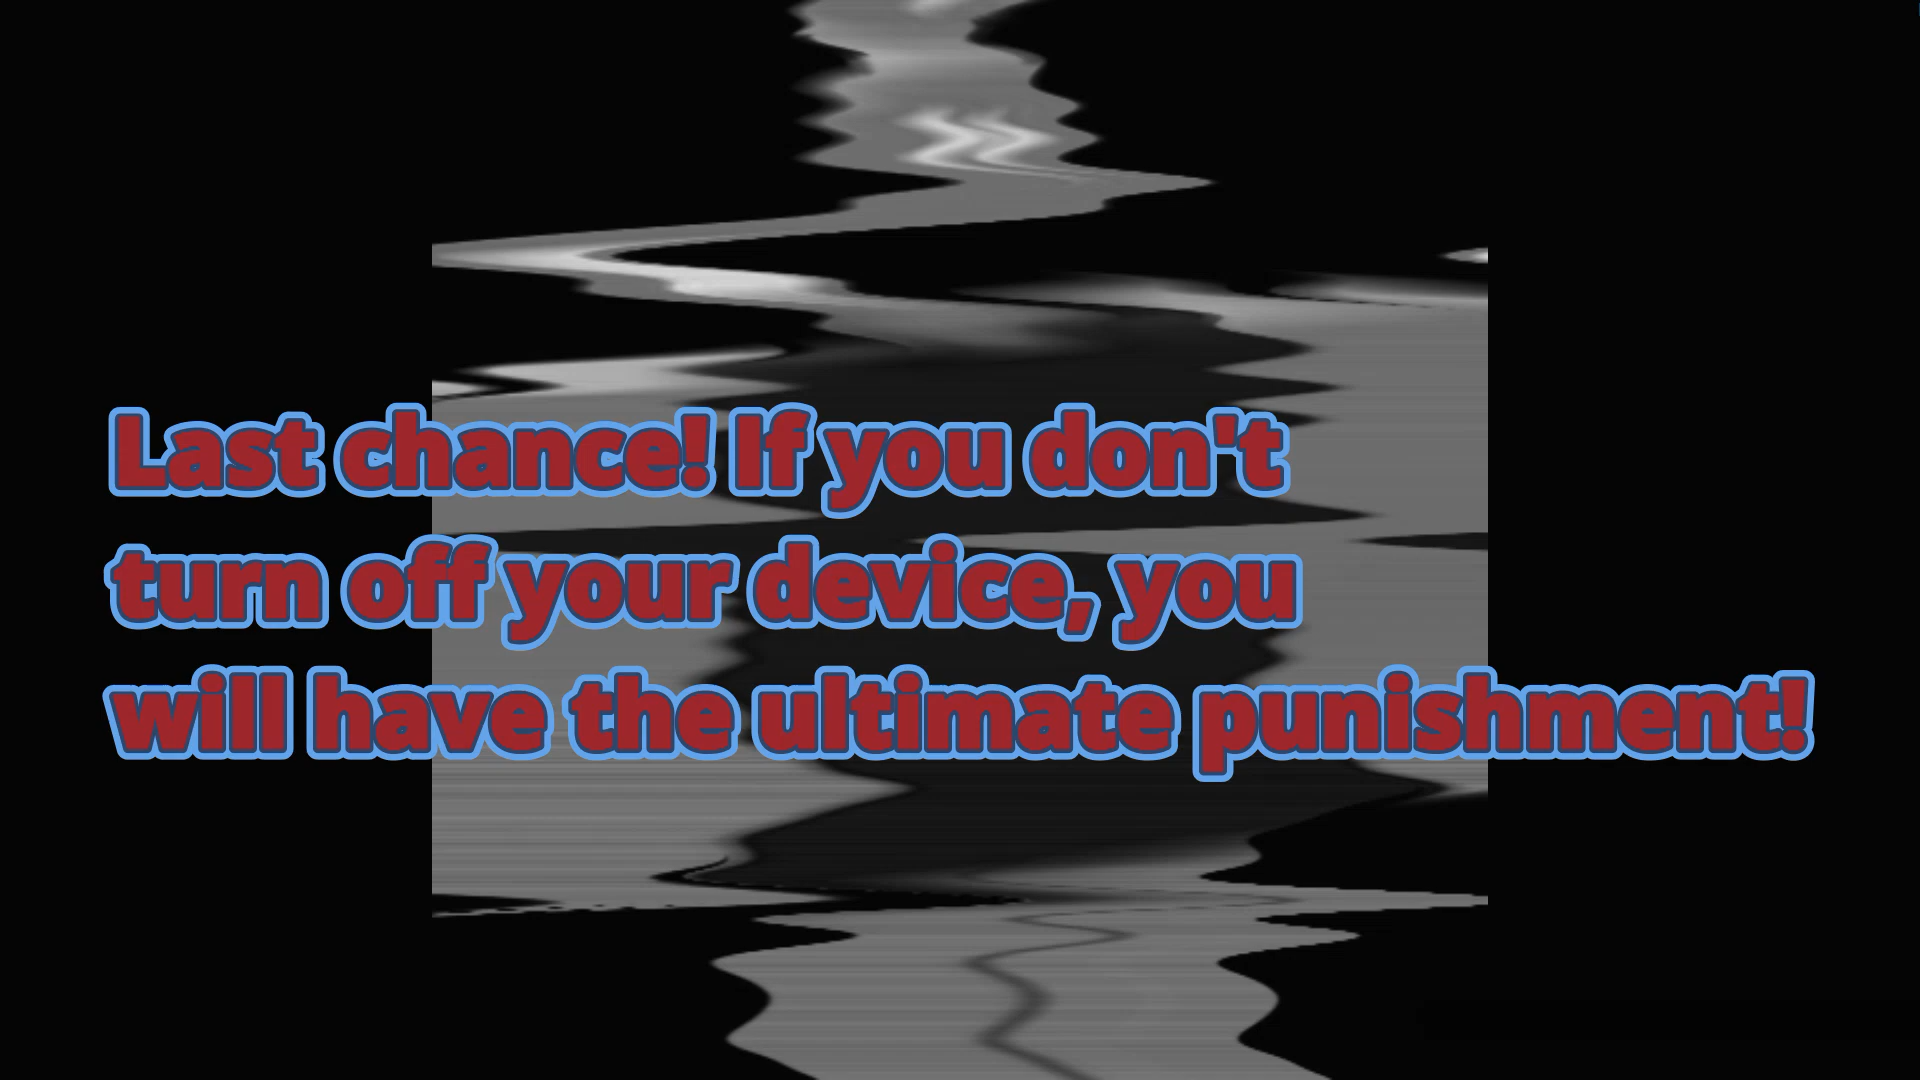 Last chance! If you don't
turn off your device, you
will have the ultimate punishment!